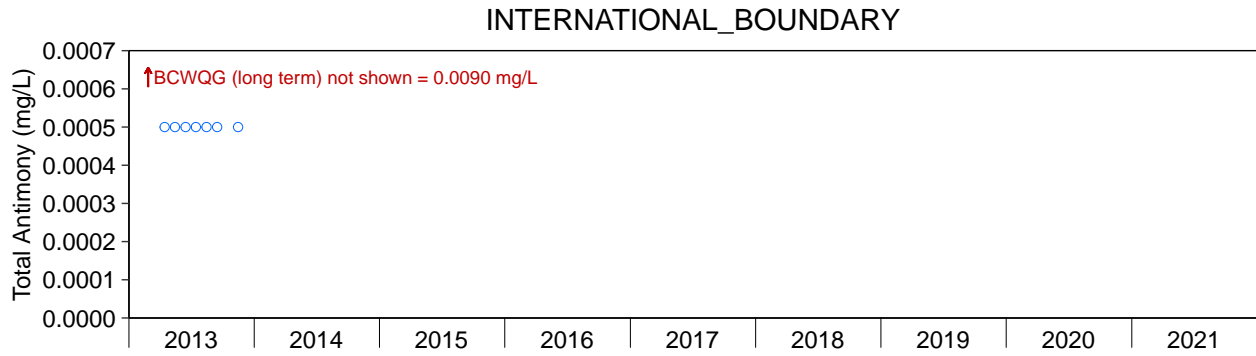 INTERNATIONAL_BOUNDARY
Total Antimony (mg/L)
0.0007
0.0006
0.0005
0.0004
0.0003
0.0002
0.0001
0.0000
BCWQG (long term) not shown = 0.0090 mg/L
2013 2014 2015 2016 2017 2018 2019 2020 2021